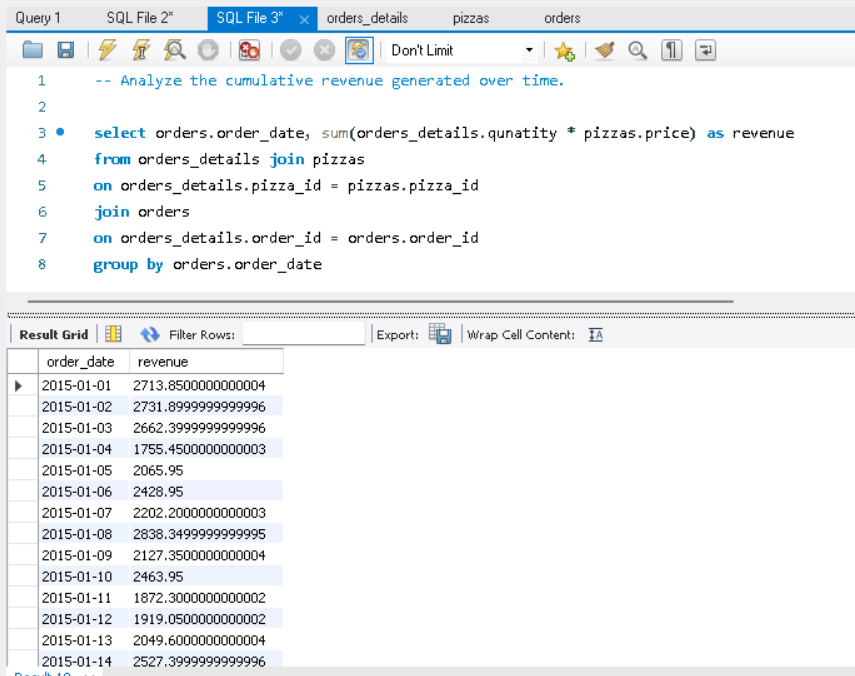 Query 1 SQL File 2* SQL File 3* orders_details pizzas orders
Don't Limit
1 -- Analyze the cumulative revenue generated over time.
2
3 select orders.order_date, sum(orders_details.qunatity * pizzas.price) as revenue
4 from orders_details join pizzas
5 on orders_details.pizza_id = pizzas.pizza_id
6 join orders
7 on orders_details.order_id = orders.order_id
8 group by orders.order_date
Result Grid Filter Rows: Export: Wrap Cell Content:
order_date revenue
2015-01-01 2713.8500000000004
2015-01-02 2731.8999999999996
2015-01-03 2662.3999999999996
2015-01-04 1755.4500000000003
2015-01-05 2065.95
2015-01-06 2428.95
2015-01-07 2202.2000000000003
2015-01-08 2838.3499999999995
2015-01-09 2127.3500000000004
2015-01-10 2463.95
2015-01-11 1872.3000000000002
2015-01-12 1919.0500000000002
2015-01-13 2049.6000000000004
2015-01-14 2527.3999999999996